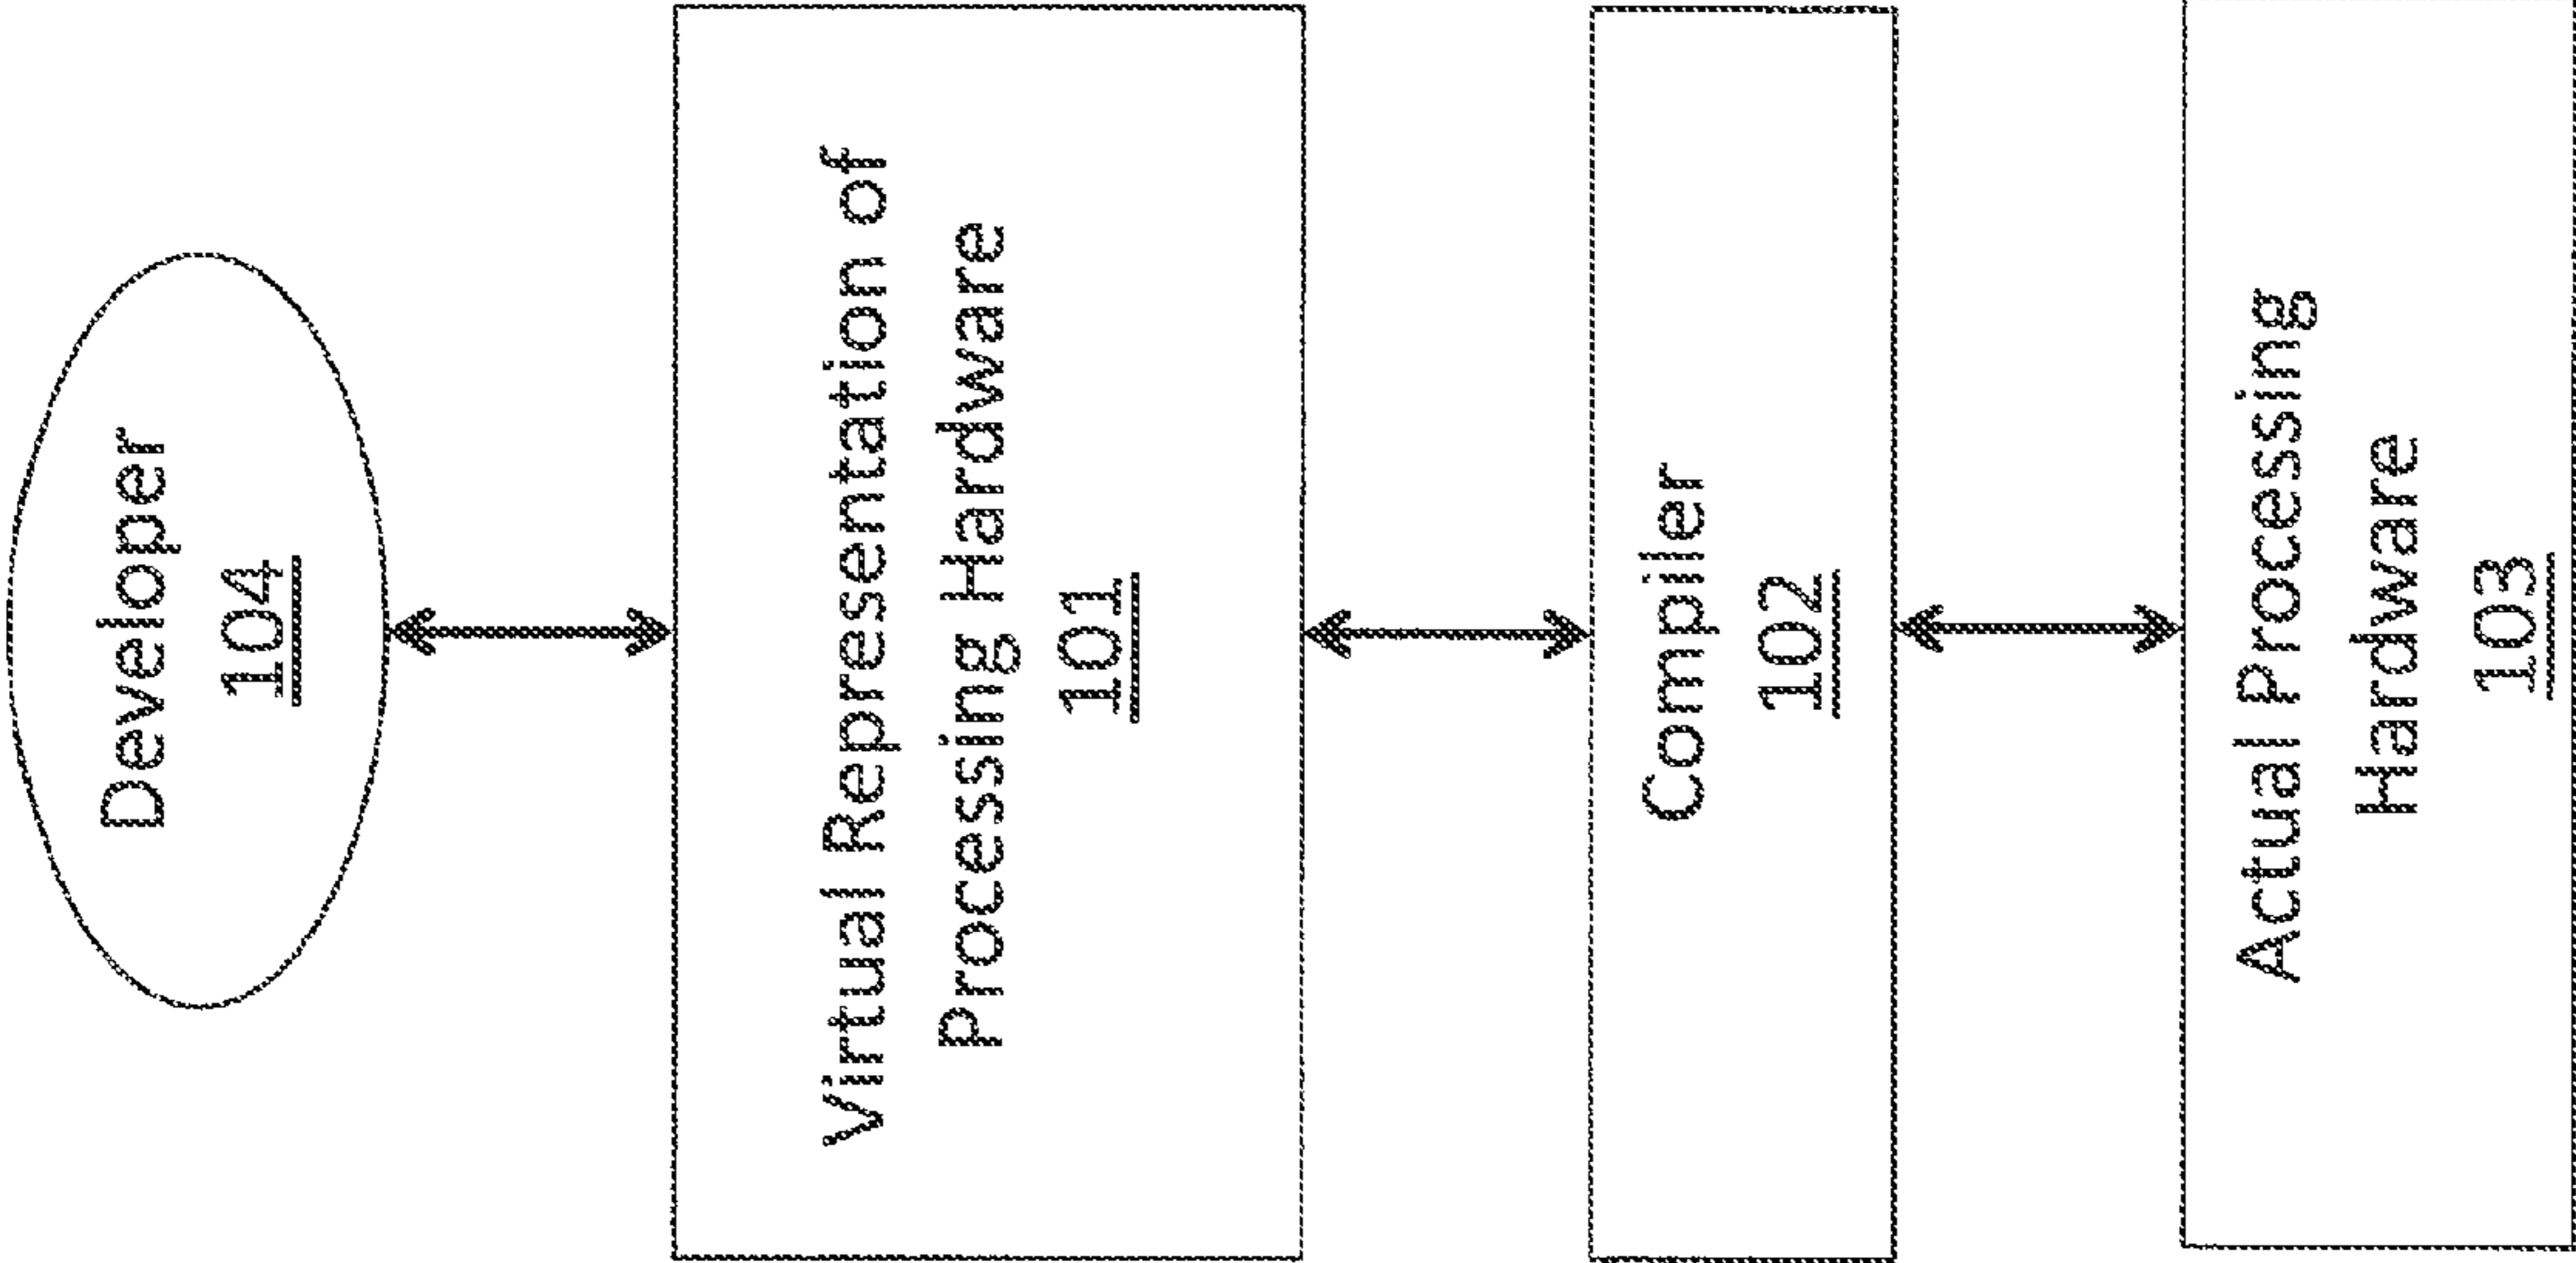 Developer
104
Virtual Representation of
Processing Hardware
101
Compiler
102
Actual Processing
Hardware
103